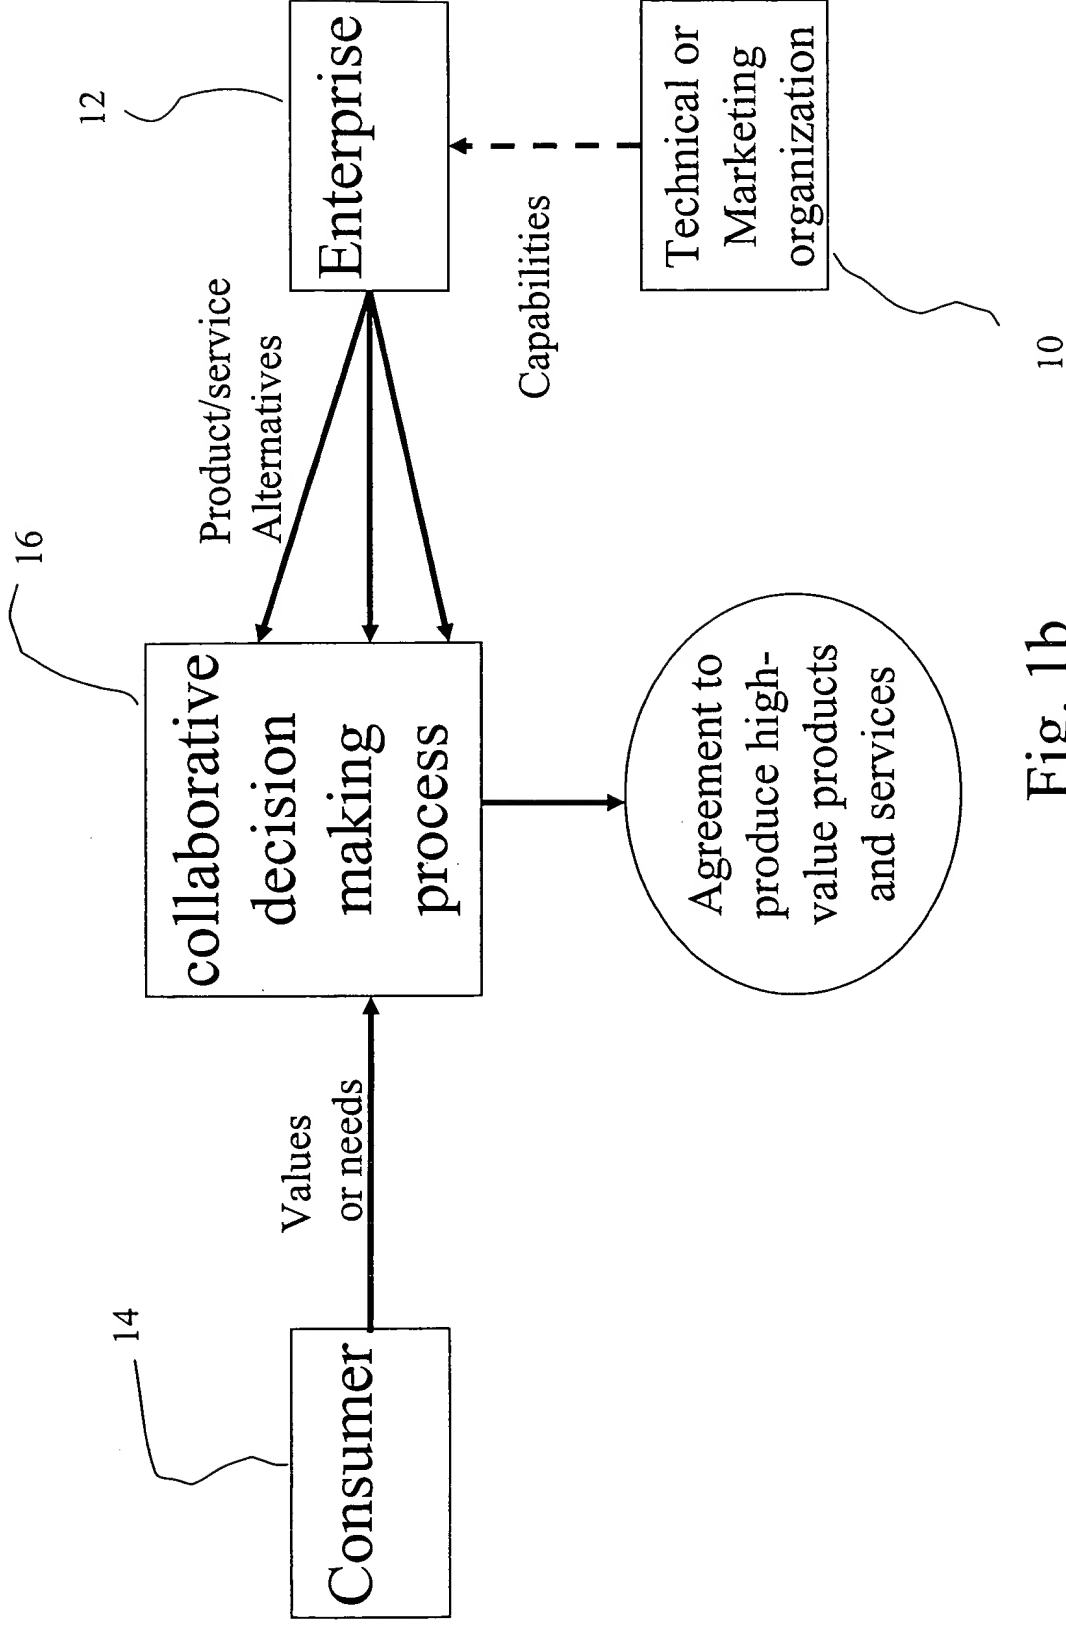 16
14
12
Product/service
Alternatives
Values
or needs
Consumer
collaborative
decision
making
process
Enterprise
Capabilities
Agreement to
produce high-
value products
and services
Technical or
Marketing
organization
10
Fig. 1b